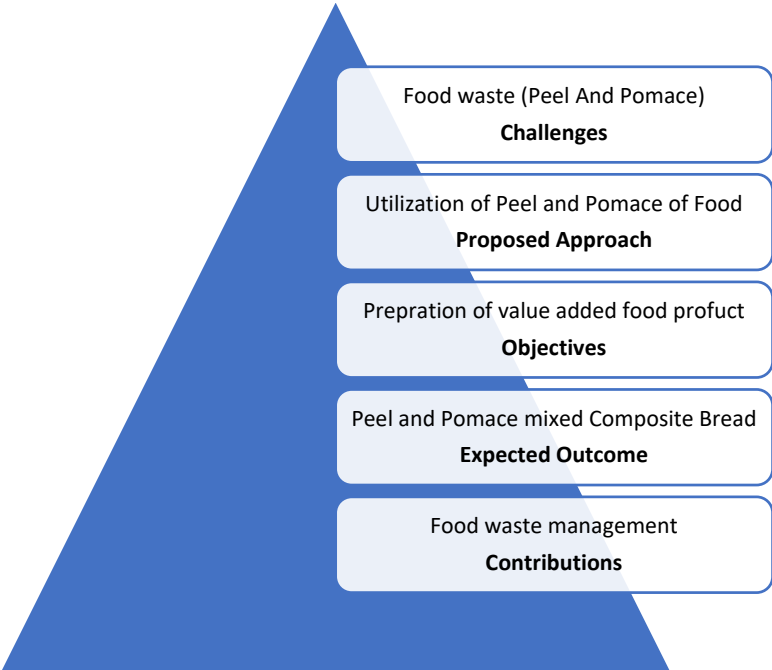 Food waste (Peel And Pomace)
Challenges
Utilization of Peel and Pomace of Food
Proposed Approach
Prepration of value added food profuct
Objectives
Peel and Pomace mixed Composite Bread
Expected Outcome
Food waste management
Contributions